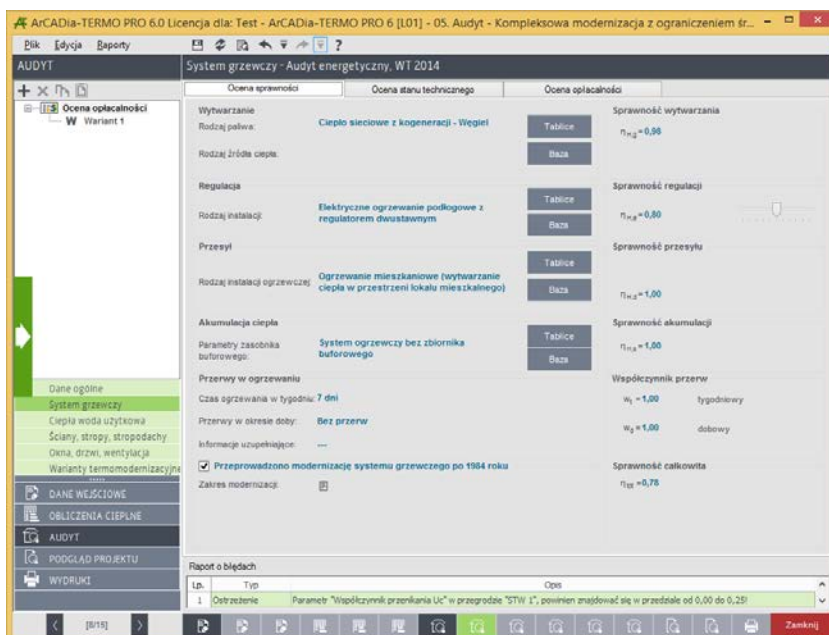 ArCADia-TERMO PRO 6.0 Licencja dla: Test - ArCADia-TERMO PRO 6 [L01] - 05. Audyt - Kompleksowa modernizacja z ograniczeniem śr...
Plik Edycja Raporty
?
AUDYT
System grzewczy - Audyt energetyczny, WT 2014
Ocena opłacalności
W Wariant 1
Ocena sprawności Ocena stanu technicznego Ocena opłacalności
Wytwarzanie Sprawność wytwarzania
Rodzaj paliwa: Ciepło sieciowe z kogeneracji - Węgiel Tablice ηH,g=0,98
Rodzaj źródła ciepła: Baza
Regulacja Sprawność regulacji
Tablice
Rodzaj instalacji: Elektryczne ogrzewanie podłogowe z regulatorem dwustawnym Baza ηH,e=0,80
Przesył Sprawność przesyłu
Tablice
Rodzaj instalacji ogrzewczej: Ogrzewanie mieszkaniowe (wytwarzanie ciepła w przestrzeni lokalu mieszkalnego) Baza ηH,d=1,00
Akumulacja ciepła Sprawność akumulacji
Parametry zasobnika buforowego: System ogrzewczy bez zbiornika buforowego Tablice ηH,s=1,00
Baza
Przerwy w ogrzewaniu Współczynnik przerw
Czas ogrzewania w tygodniu: 7 dni wt =1,00 tygodniowy
Przerwy w okresie doby: Bez przerw wd =1,00 dobowy
Informacje uzupełniające: ---
Przeprowadzono modernizację systemu grzewczego po 1984 roku Sprawność całkowita
Zakres modernizacji: ηtot =0,78
Dane ogólne
System grzewczy
Ciepła woda użytkowa
Ściany, stropy, stropodachy
Okna, drzwi, wentylacja
Warianty termomodernizacyjne
DANE WEJŚCIOWE
OBLICZENIA CIEPLNE
AUDYT
PODGLĄD PROJEKTU
WYDRUKI
Raport o błędach
Lp. Typ Opis
1 Ostrzeżenie Parametr "Współczynnik przenikania Uc" w przegrodzie "STW 1", powinien znajdować się w przedziale od 0,00 do 0,25!
[8/15] Zamknij